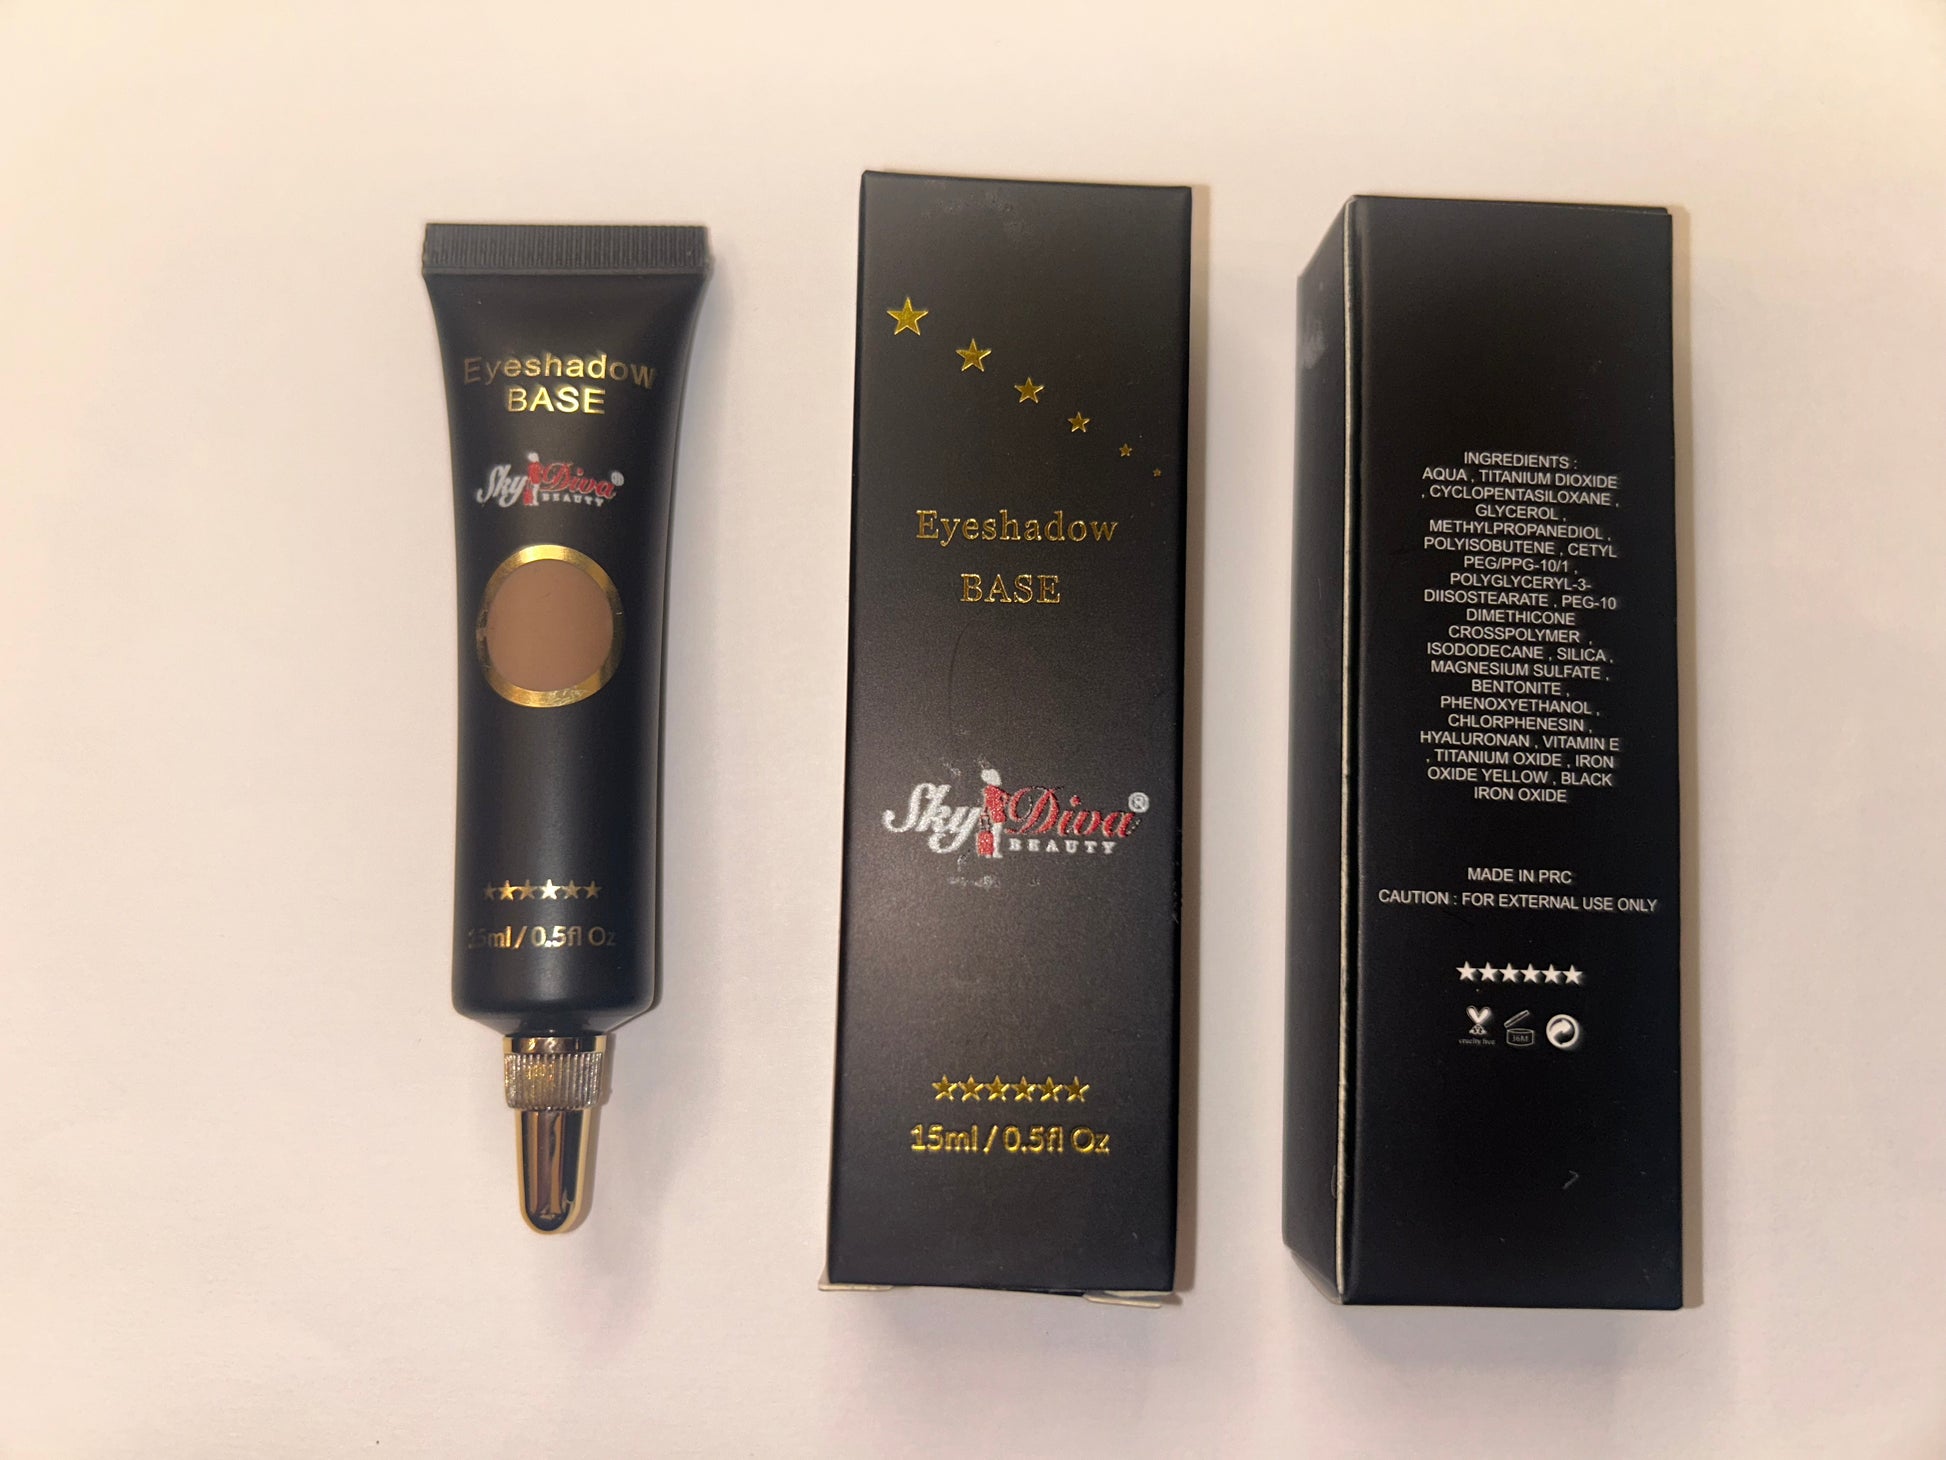 Eyeshadow
BASE
Sky Diva®
BEAUTY
15ml / 0.5fl Oz
Eyeshadow
BASE
Sky Diva®
BEAUTY
15ml / 0.5fl Oz
INGREDIENTS :
AQUA , TITANIUM DIOXIDE
, CYCLOPENTASILOXANE ,
GLYCEROL ,
METHYLPROPANEDIOL ,
POLYISOBUTENE , CETYL
PEG/PPG-10/1 ,
POLYGLYCERYL-3-
DIISOSTEARATE , PEG-10
DIMETHICONE
CROSSPOLYMER ,
ISODODECANE , SILICA ,
MAGNESIUM SULFATE ,
BENTONITE ,
PHENOXYETHANOL ,
CHLORPHENESIN ,
HYALURONAN , VITAMIN E
, TITANIUM OXIDE , IRON
OXIDE YELLOW , BLACK
IRON OXIDE
MADE IN PRC
CAUTION : FOR EXTERNAL USE ONLY
cruelty free